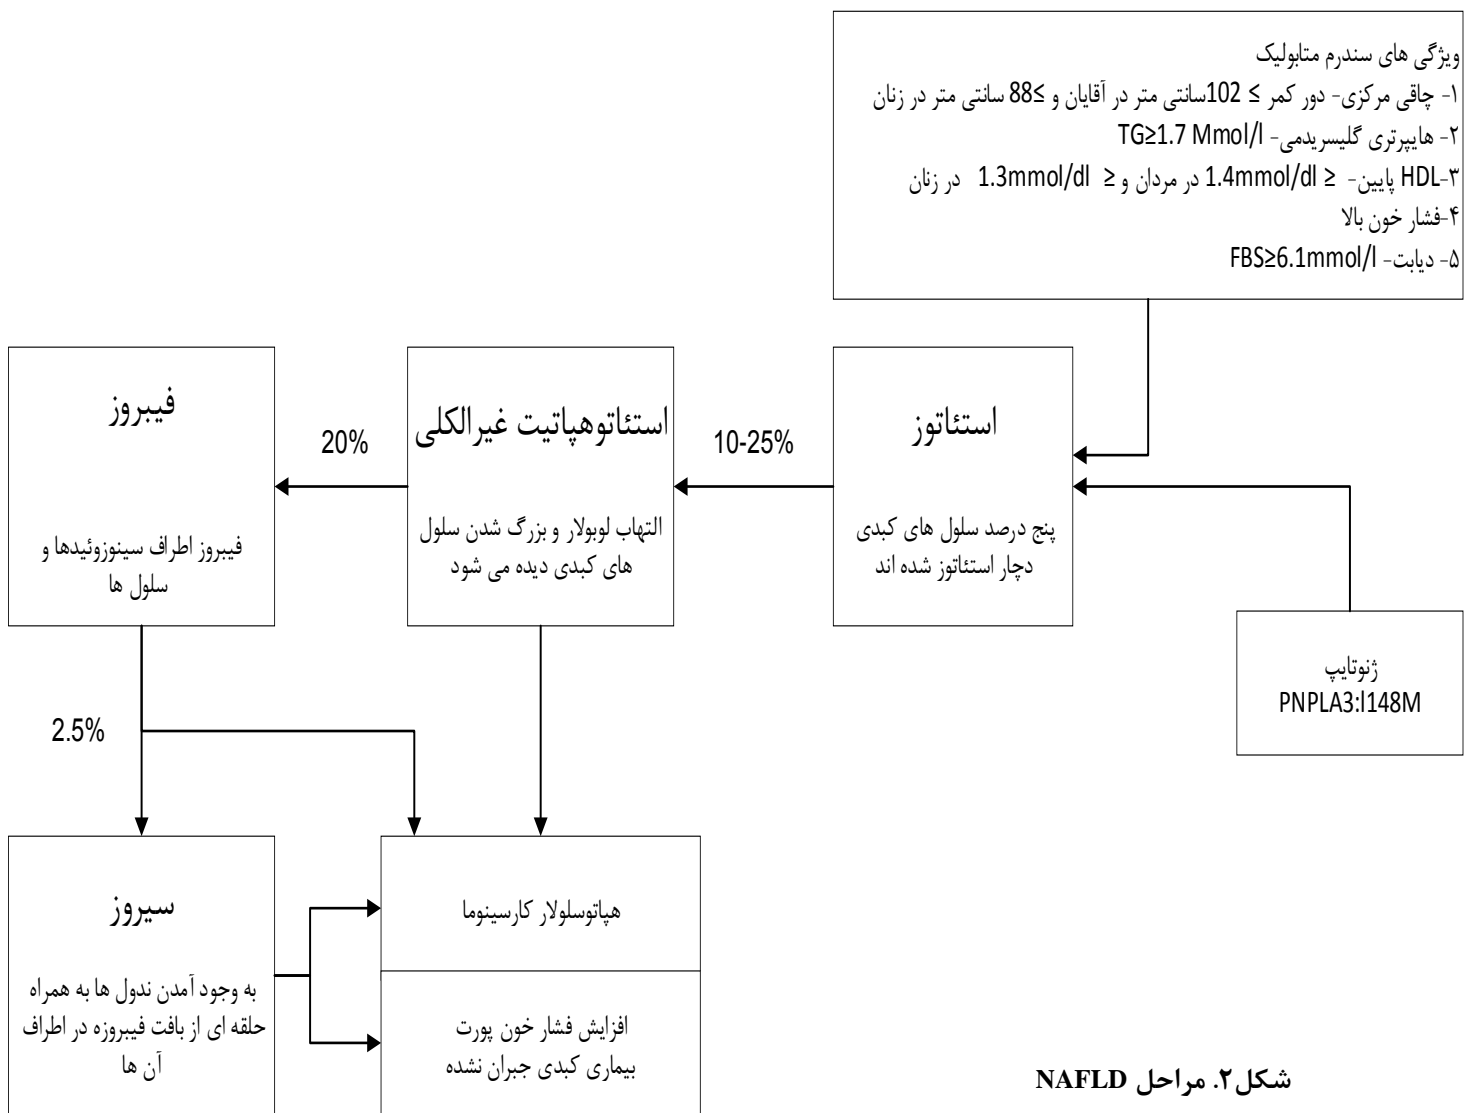 ویژگی های سندرم متابولیک
۱- چاقی مرکزی- دور کمر ≥ 102سانتی متر در آقایان و ≥88 سانتی متر در زنان
۲- هایپرتری گلیسریدمی- TG≥1.7 Mmol/l
۳-HDL پایین- ≤ 1.4mmol/dl در مردان و ≤ 1.3mmol/dl در زنان
۴-فشار خون بالا
۵- دیابت- FBS≥6.1mmol/l
استئاتوز
پنج درصد سلول های کبدی
دچار استئاتوز شده اند
10-25%
استئاتوهپاتیت غیرالکلی
التهاب لوبولار و بزرگ شدن سلول
های کبدی دیده می شود
20%
فیبروز
فیبروز اطراف سینوزوئیدها و
سلول ها
ژنوتایپ
PNPLA3:I148M
2.5%
سیروز
به وجود آمدن ندول ها به همراه
حلقه ای از بافت فیبروزه در اطراف
آن ها
هپاتوسلولار کارسینوما
افزایش فشار خون پورت
بیماری کبدی جبران نشده
شکل۲. مراحل NAFLD